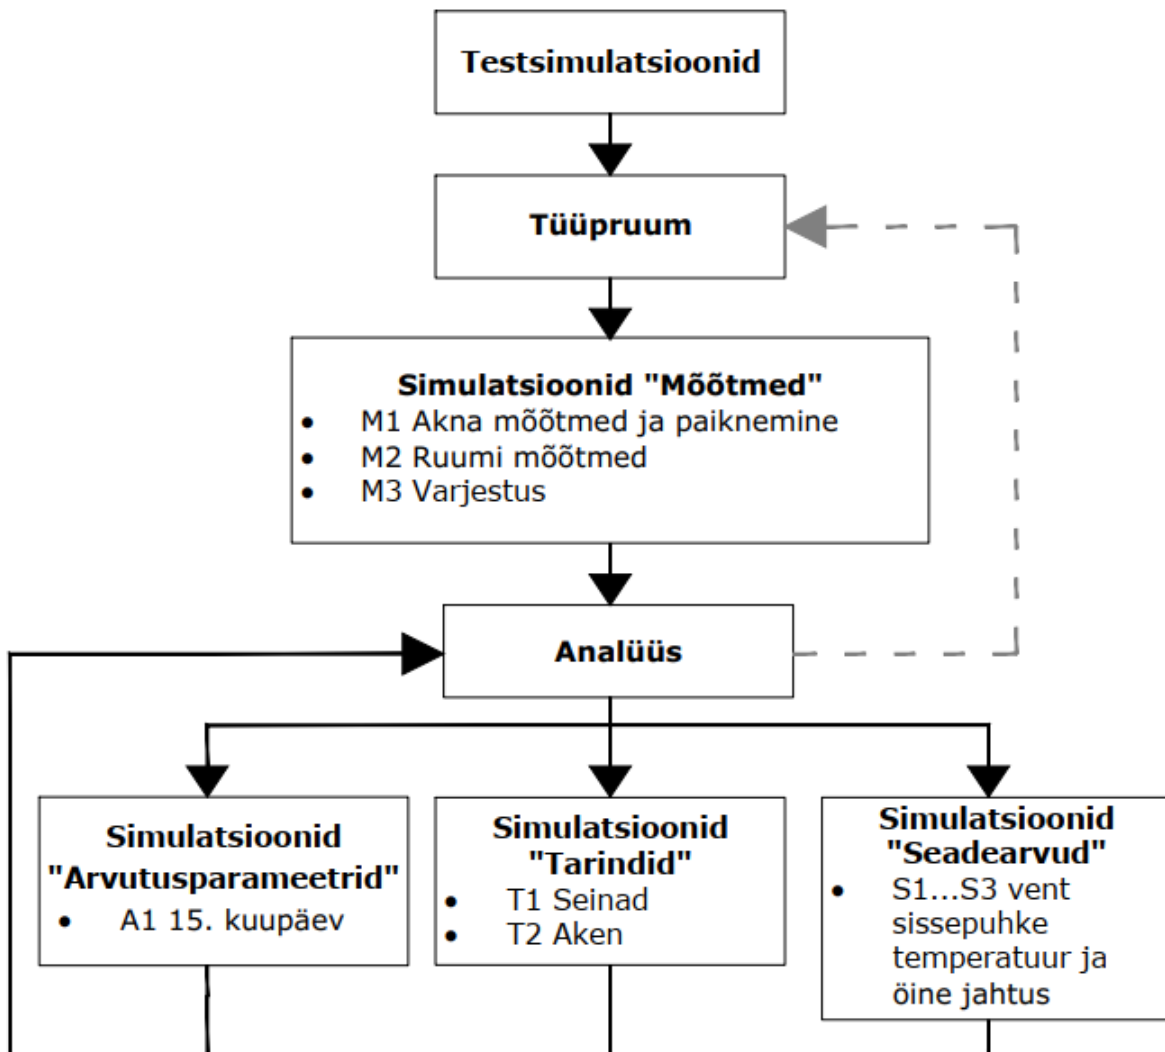 Testsimulatsioonid
Tüüpruum
Simulatsioonid "Mõõtmed"
• M1 Akna mõõtmed ja paiknemine
• M2 Ruumi mõõtmed
• M3 Varjestus
Analüüs
Simulatsioonid
"Arvutusparameetrid"
• A1 15. kuupäev
Simulatsioonid
"Tarindid"
• T1 Seinad
• T2 Aken
Simulatsioonid
"Seadearvud"
• S1...S3 vent
sissepuhke
temperatuur ja
öine jahtus